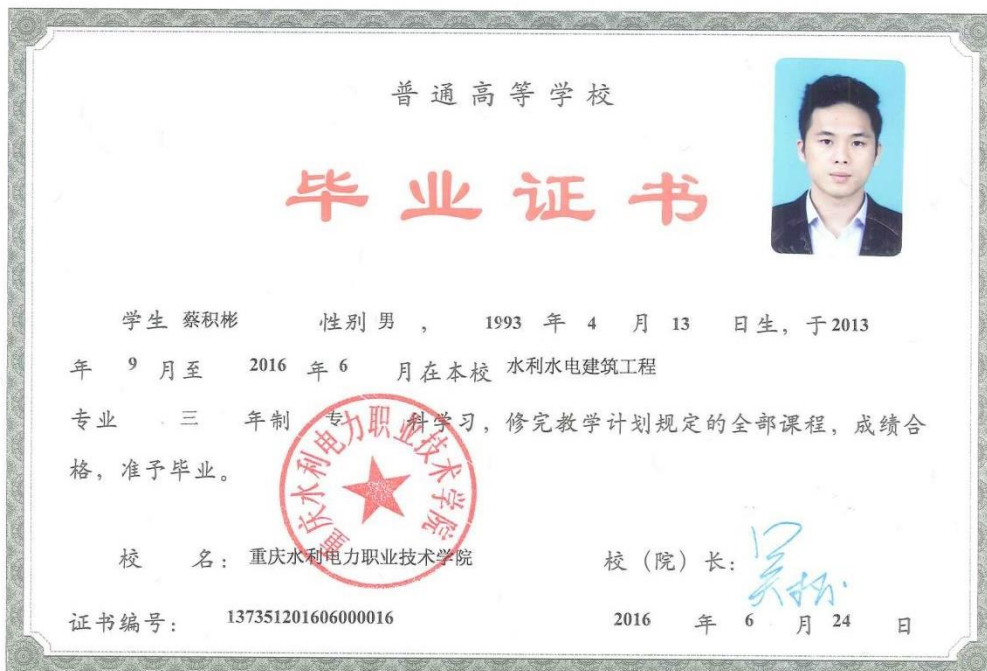 普通高等学校
毕业证书
学生 蔡积彬 性别 男 , 1993 年 4 月 13 日生, 于2013
年 9 月至 2016 年 6 月在本校 水利水电建筑工程
专业 三 年制 专 科学习, 修完教学计划规定的全部课程, 成绩合
格, 准予毕业。
重庆水利电力职业技术学院
校 名: 重庆水利电力职业技术学院 校 (院) 长:
证书编号: 137351201606000016 2016 年 6 月 24 日